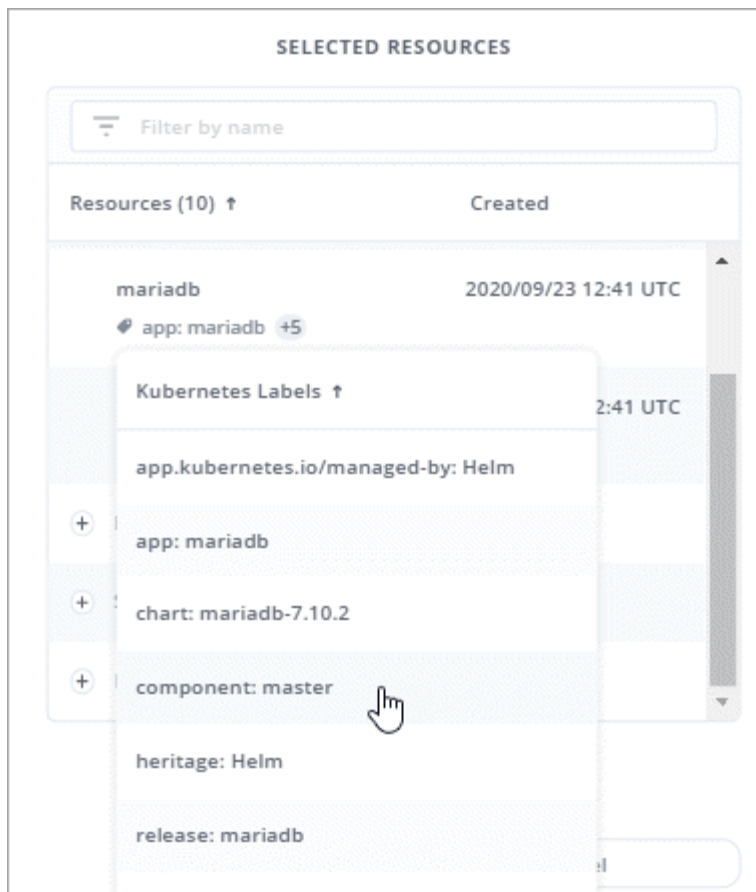 SELECTED RESOURCES
Filter by name
Resources (10) ↑ Created
mariadb 2020/09/23 12:41 UTC
app: mariadb +5
Kubernetes Labels ↑
2:41 UTC
app.kubernetes.io/managed-by: Helm
app: mariadb
chart: mariadb-7.10.2
component: master
heritage: Helm
release: mariadb